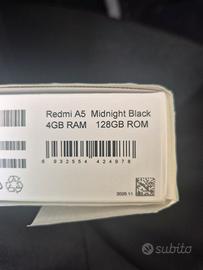 Redmi A5 Midnight Black
4GB RAM 128GB ROM
6 932554 424978
subito